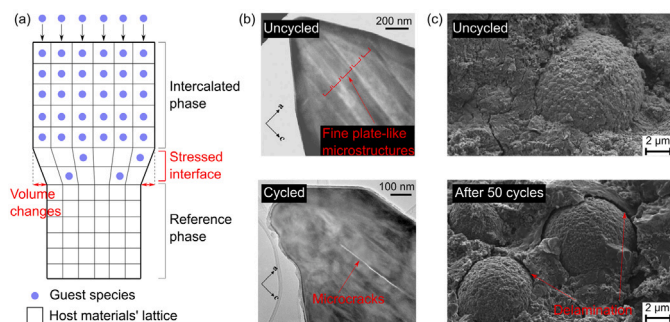 (a)
Intercalated
phase
Stressed
interface
Volume
changes
Reference
phase
Guest species
Host materials' lattice
(b)
Uncycled
200 nm
a
c
Fine plate-like
microstructures
Cycled
100 nm
a
c
Microcracks
(c)
Uncycled
2 μm
After 50 cycles
2 μm
Delamination